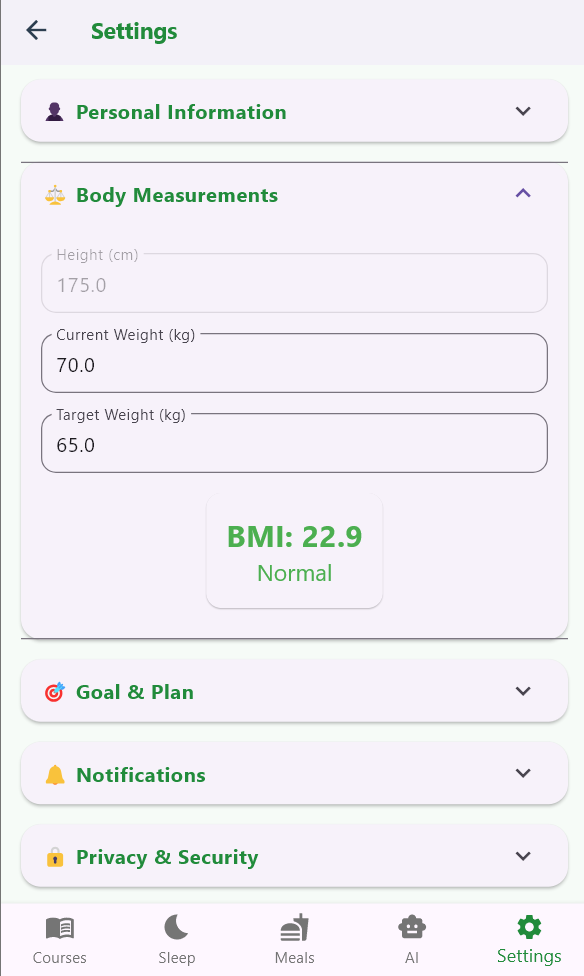 Settings
Personal Information
Body Measurements
Height (cm)
175.0
Current Weight (kg)
70.0
Target Weight (kg)
65.0
BMI: 22.9
Normal
Goal & Plan
Notifications
Privacy & Security
Courses
Sleep
Meals
AI
Settings